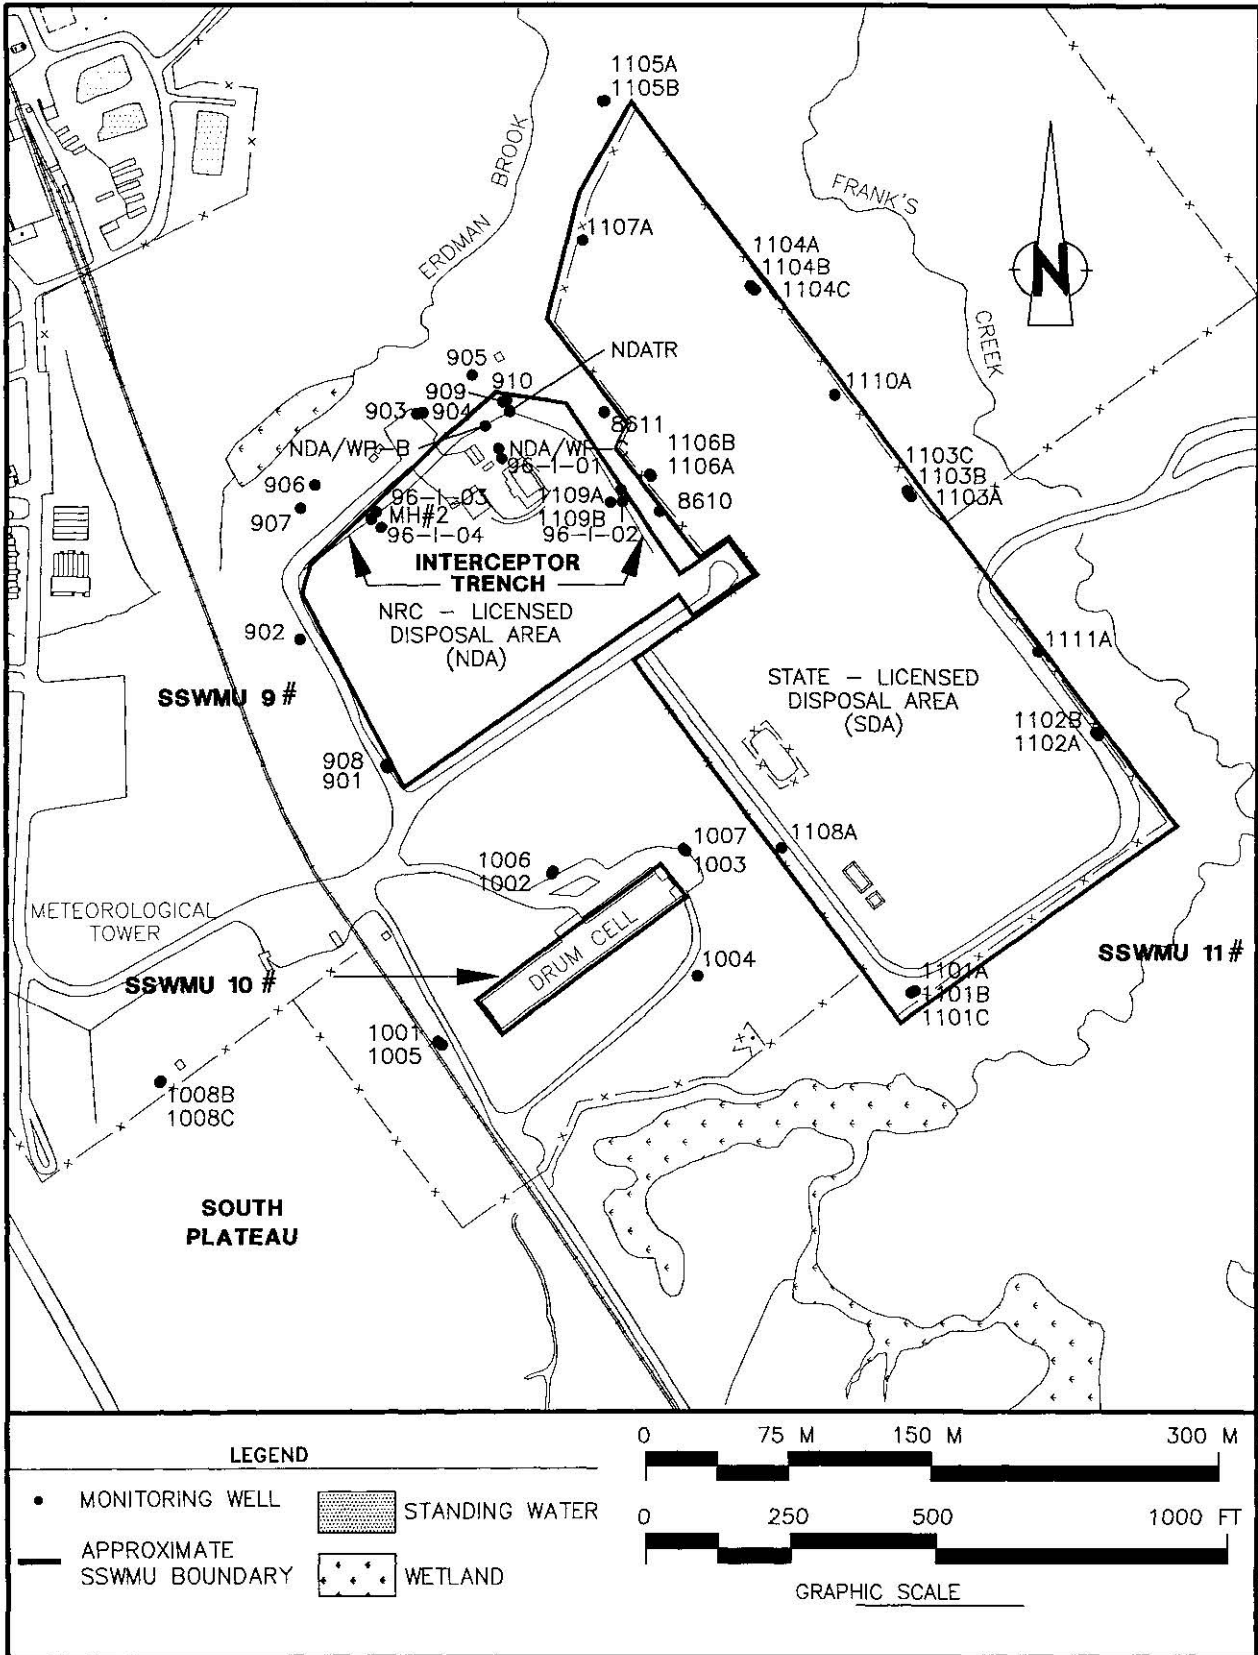 1105A
1105B
ERDMAN BROOK
FRANK'S
CREEK
N
1107A
1104A
1104B
1104C
NDATR
905
909
910
903
904
8611
1110A
NDA/WP-B
NDA/WP-
1106B
1106A
96-I-01
1103C
1103B
1103A
906
907
96-I-03
MH#2
96-I-04
1109A
1109B
96-I-02
8610
INTERCEPTOR
TRENCH
NRC - LICENSED
DISPOSAL AREA
(NDA)
902
SSWMU 9#
1111A
STATE - LICENSED
DISPOSAL AREA
(SDA)
1102B
1102A
908
901
1108A
1007
1003
1006
1002
METEOROLOGICAL
TOWER
DRUM CELL
SSWMU 10#
1004
SSWMU 11#
1101A
1101B
1101C
1001
1005
1008B
1008C
SOUTH
PLATEAU
LEGEND
MONITORING WELL
STANDING WATER
APPROXIMATE
SSWMU BOUNDARY
WETLAND
0 75 M 150 M 300 M
0 250 500 1000 FT
GRAPHIC SCALE